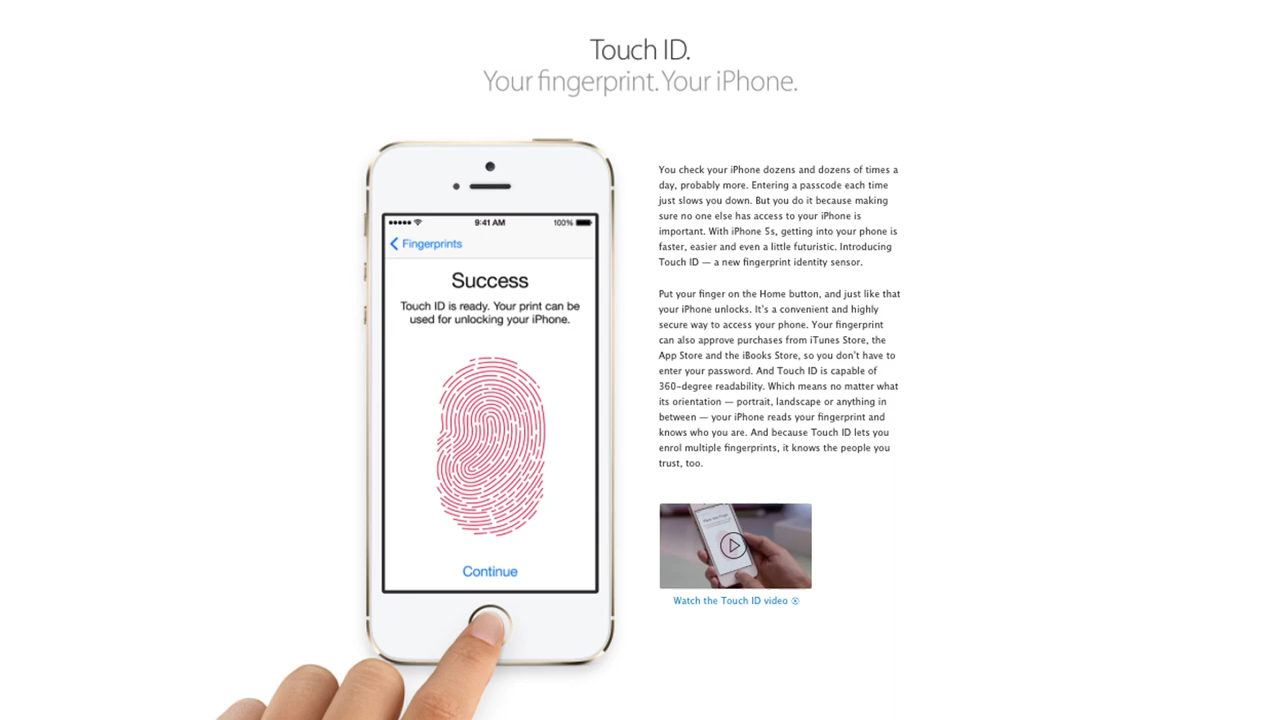 Touch ID.
Your fingerprint. Your iPhone.
9:41 AM
100%
Fingerprints
Success
Touch ID is ready. Your print can be
used for unlocking your iPhone.
Continue
You check your iPhone dozens and dozens of times a
day, probably more. Entering a passcode each time
just slows you down. But you do it because making
sure no one else has access to your iPhone is
important. With iPhone 5s, getting into your phone is
faster, easier and even a little futuristic. Introducing
Touch ID — a new fingerprint identity sensor.
Put your finger on the Home button, and just like that
your iPhone unlocks. It's a convenient and highly
secure way to access your phone. Your fingerprint
can also approve purchases from iTunes Store, the
App Store and the iBooks Store, so you don't have to
enter your password. And Touch ID is capable of
360-degree readability. Which means no matter what
its orientation — portrait, landscape or anything in
between — your iPhone reads your fingerprint and
knows who you are. And because Touch ID lets you
enrol multiple fingerprints, it knows the people you
trust, too.
Watch the Touch ID video